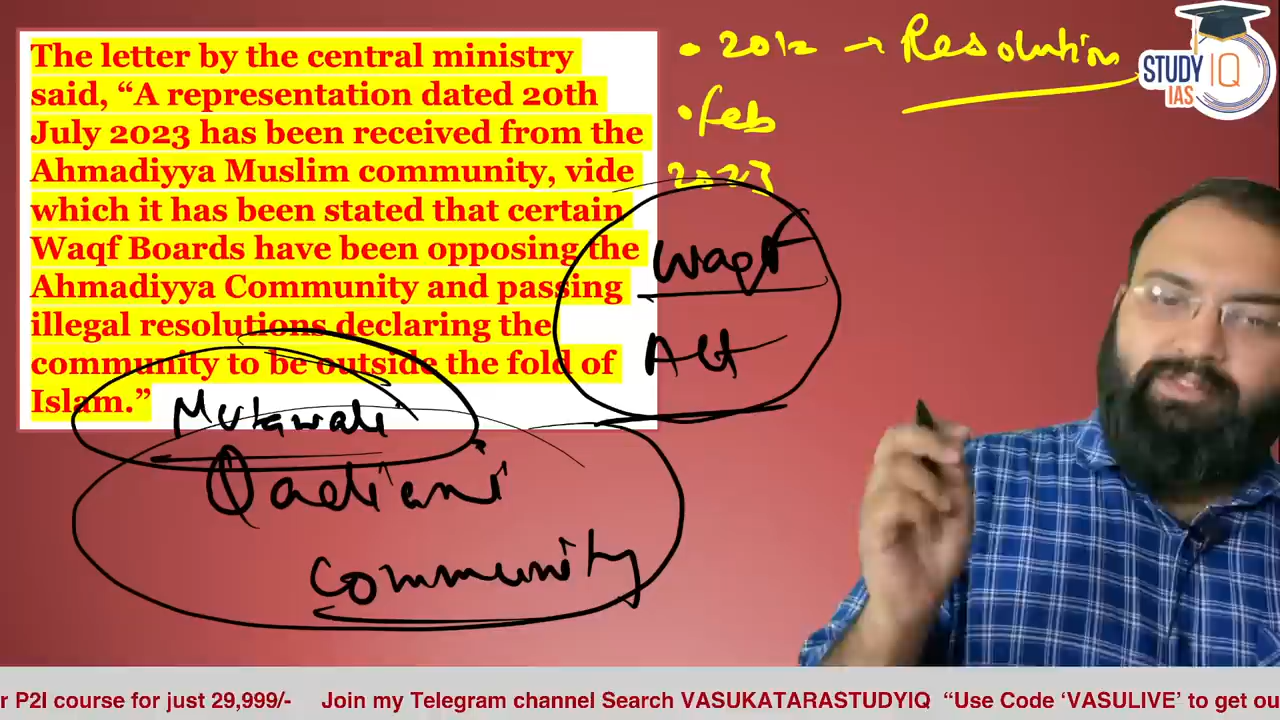 The letter by the central ministry
said, “A representation dated 20th
July 2023 has been received from the
Ahmadiyya Muslim community, vide
which it has been stated that certain
Waqf Boards have been opposing the
Ahmadiyya Community and passing
illegal resolutions declaring the
community to be outside the fold of
Islam.”
• 2012 → Resolution
• Feb
2023
Waqf
Act
Mutawali
Qadiani
Community
STUDY IQ
IAS
r P2I course for just 29,999/- Join my Telegram channel Search VASUKATARASTUDYIQ “Use Code ‘VASULIVE’ to get ou